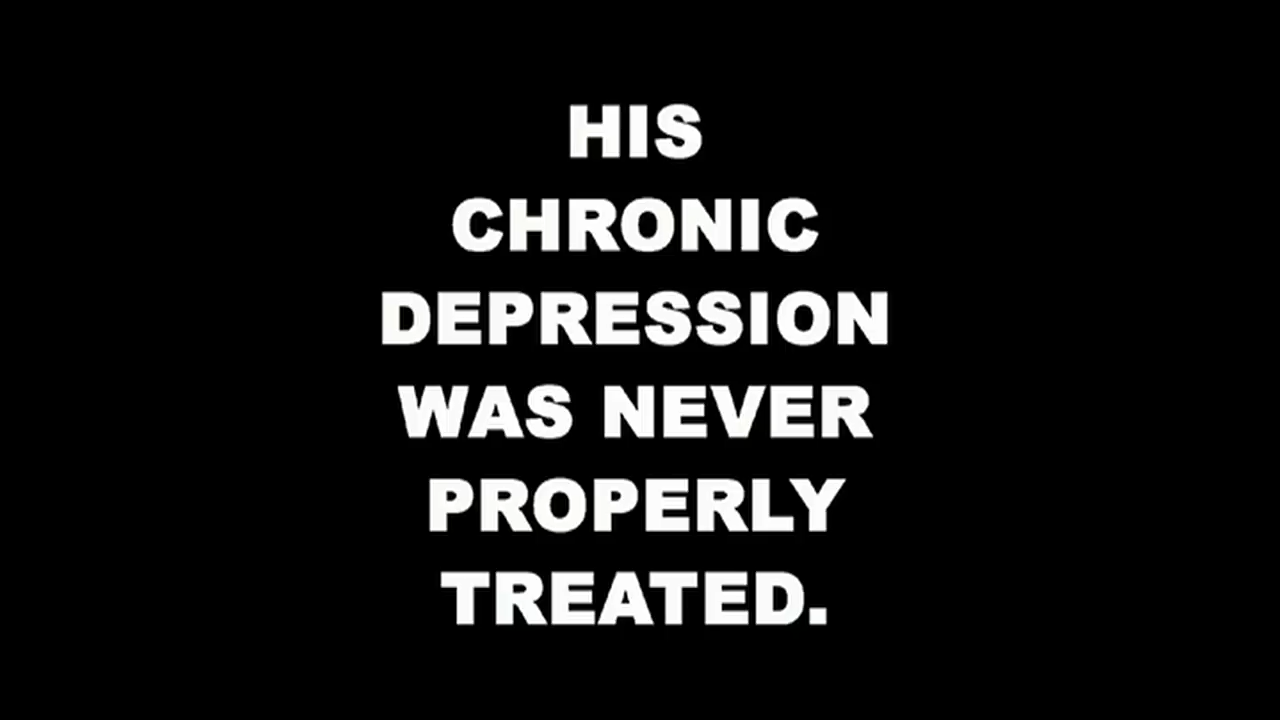 HIS
CHRONIC
DEPRESSION
WAS NEVER
PROPERLY
TREATED.